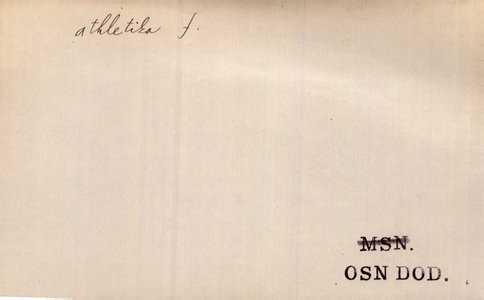 athletika f.
MSN.
OSN DOD.